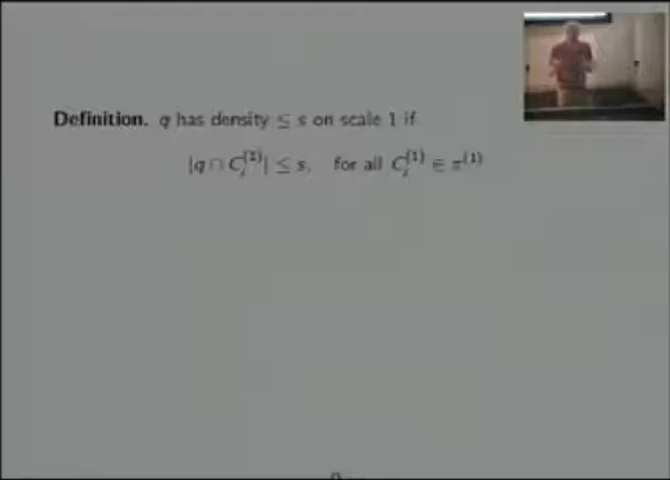 Definition. q has density ≤ s on scale 1 if
|q ∩ C_i^{(1)}| ≤ s, for all C_i^{(1)} ∈ π^{(1)}